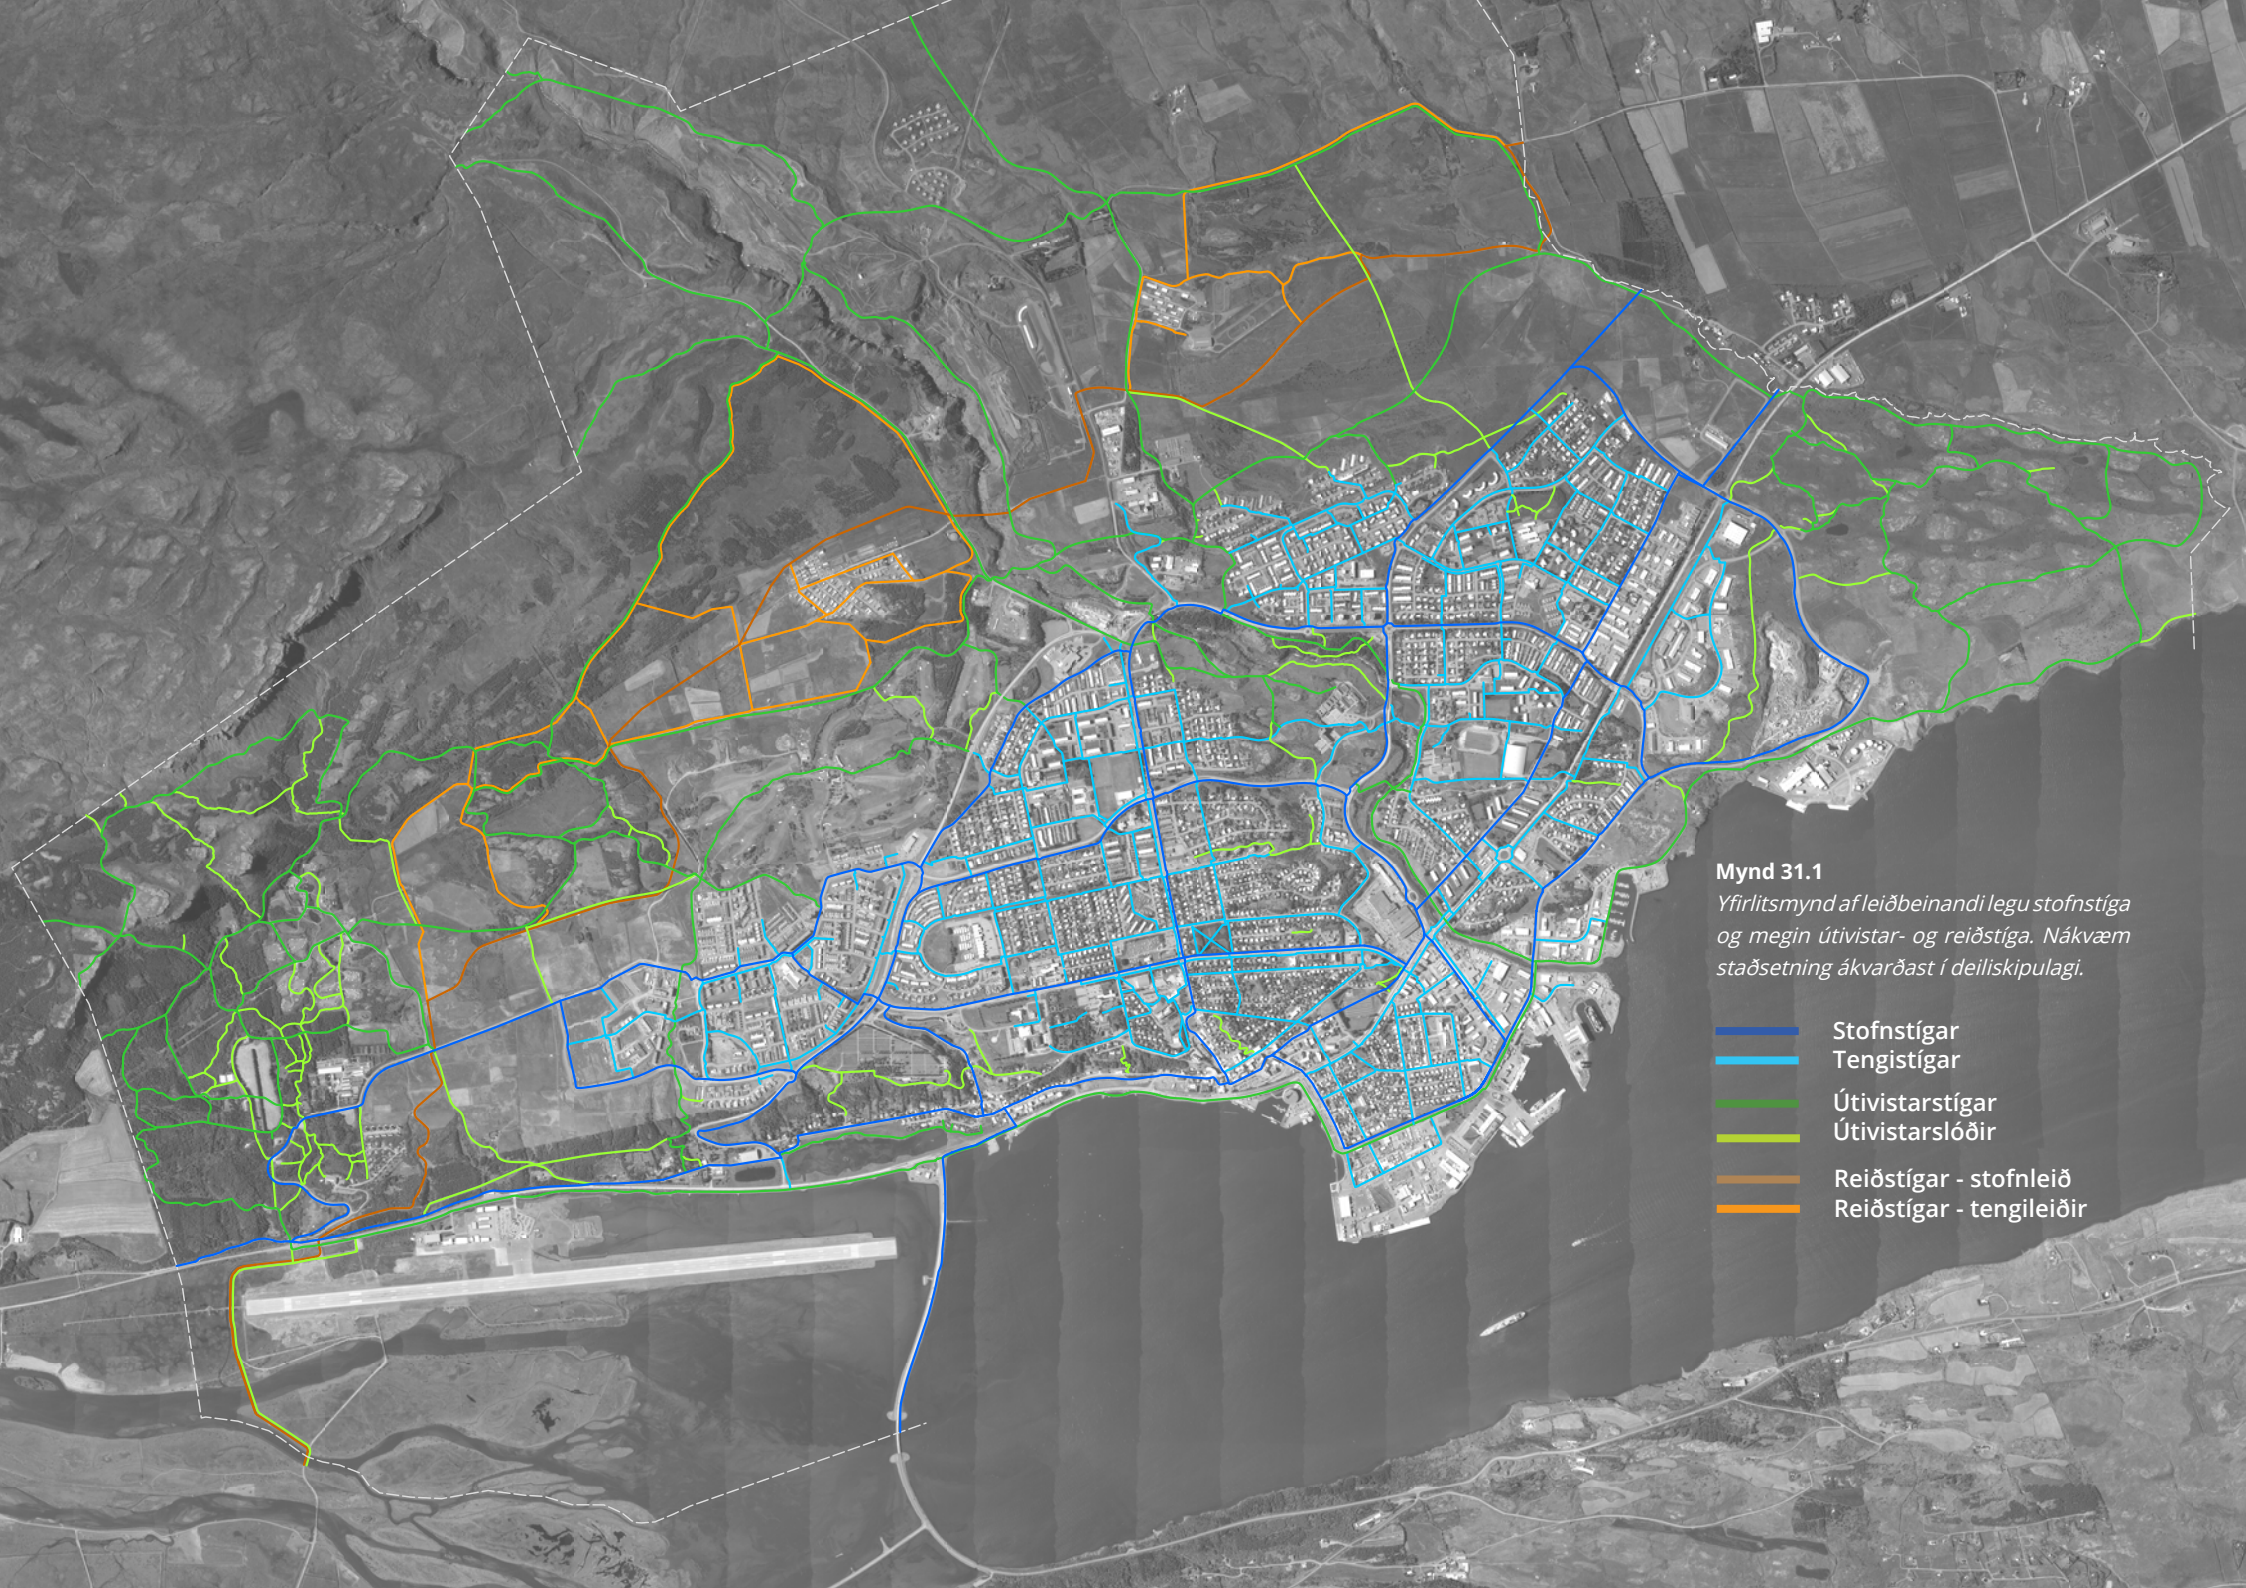 Mynd 31.1
Yfirlitsmynd af leiðbeinandi legu stofnstíga
og megin útivistar- og reiðstíga. Nákvæm
staðsetning ákvarðast í deiliskipulagi.
Stofnstígar
Tengistígar
Útivistarstígar
Útivistarslóðir
Reiðstígar - stofnleið
Reiðstígar - tengileiðir